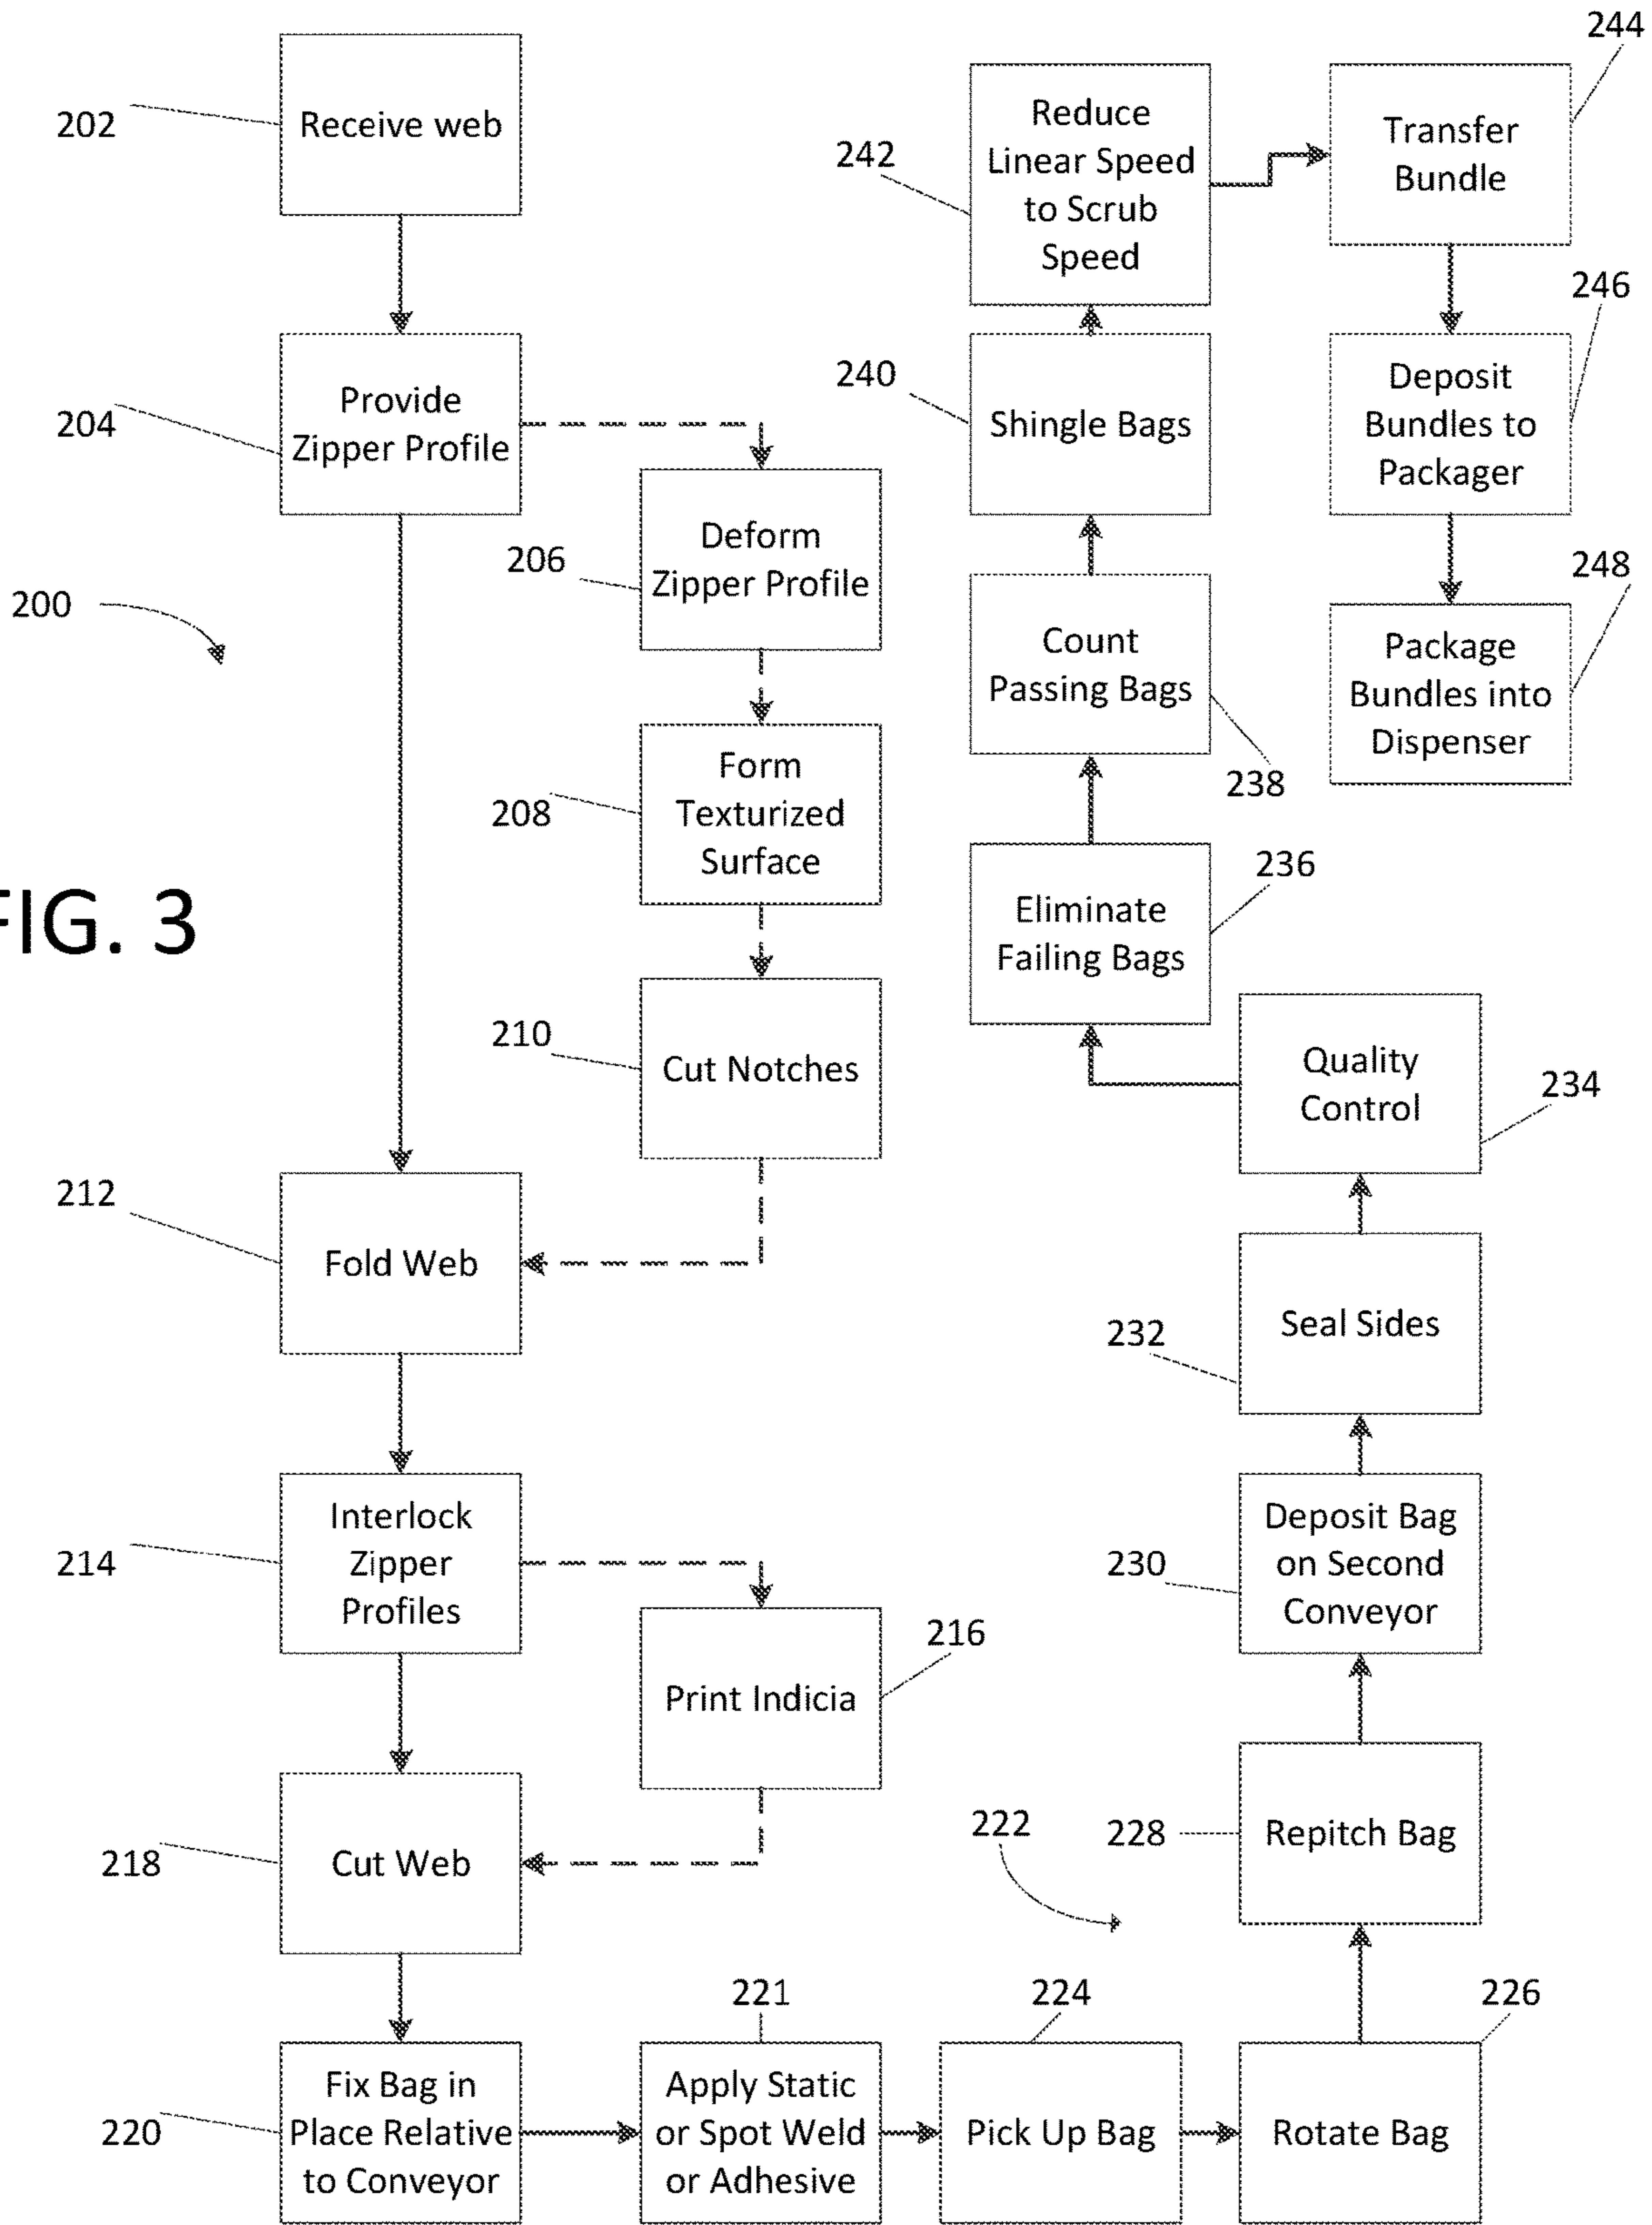 202
Receive web
204
Provide
Zipper Profile
206
Deform
Zipper Profile
200
208
Form
Texturized
Surface
FIG. 3
210
Cut Notches
212
Fold Web
214
Interlock
Zipper
Profiles
216
Print Indicia
218
Cut Web
220
Fix Bag in
Place Relative
to Conveyor
221
Apply Static
or Spot Weld
or Adhesive
222
224
Pick Up Bag
226
Rotate Bag
228
Repitch Bag
230
Deposit Bag
on Second
Conveyor
232
Seal Sides
234
Quality
Control
236
Eliminate
Failing Bags
238
Count
Passing Bags
240
Shingle Bags
242
Reduce
Linear Speed
to Scrub
Speed
244
Transfer
Bundle
246
Deposit
Bundles to
Packager
248
Package
Bundles into
Dispenser